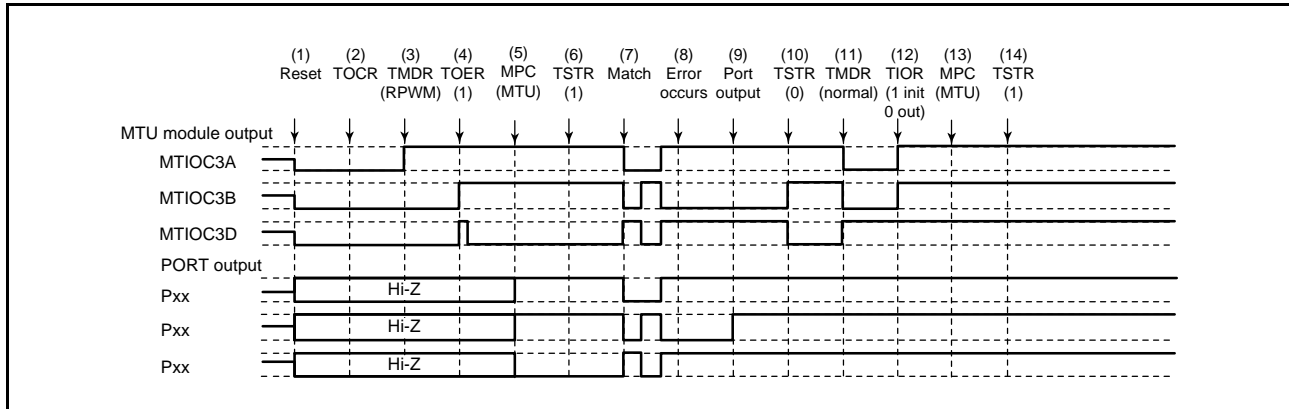 (1) (2) (3) (4) (5) (6) (7) (8) (9) (10) (11) (12) (13) (14)
Reset TOCR TMDR TOER MPC TSTR Match Error Port TSTR TMDR TIOR MPC TSTR
(RPWM) (1) (MTU) (1) occurs output (0) (normal) (1 init (MTU) (1)
0 out)
MTU module output
MTIOC3A
MTIOC3B
MTIOC3D
PORT output
Pxx Hi-Z
Pxx Hi-Z
Pxx Hi-Z